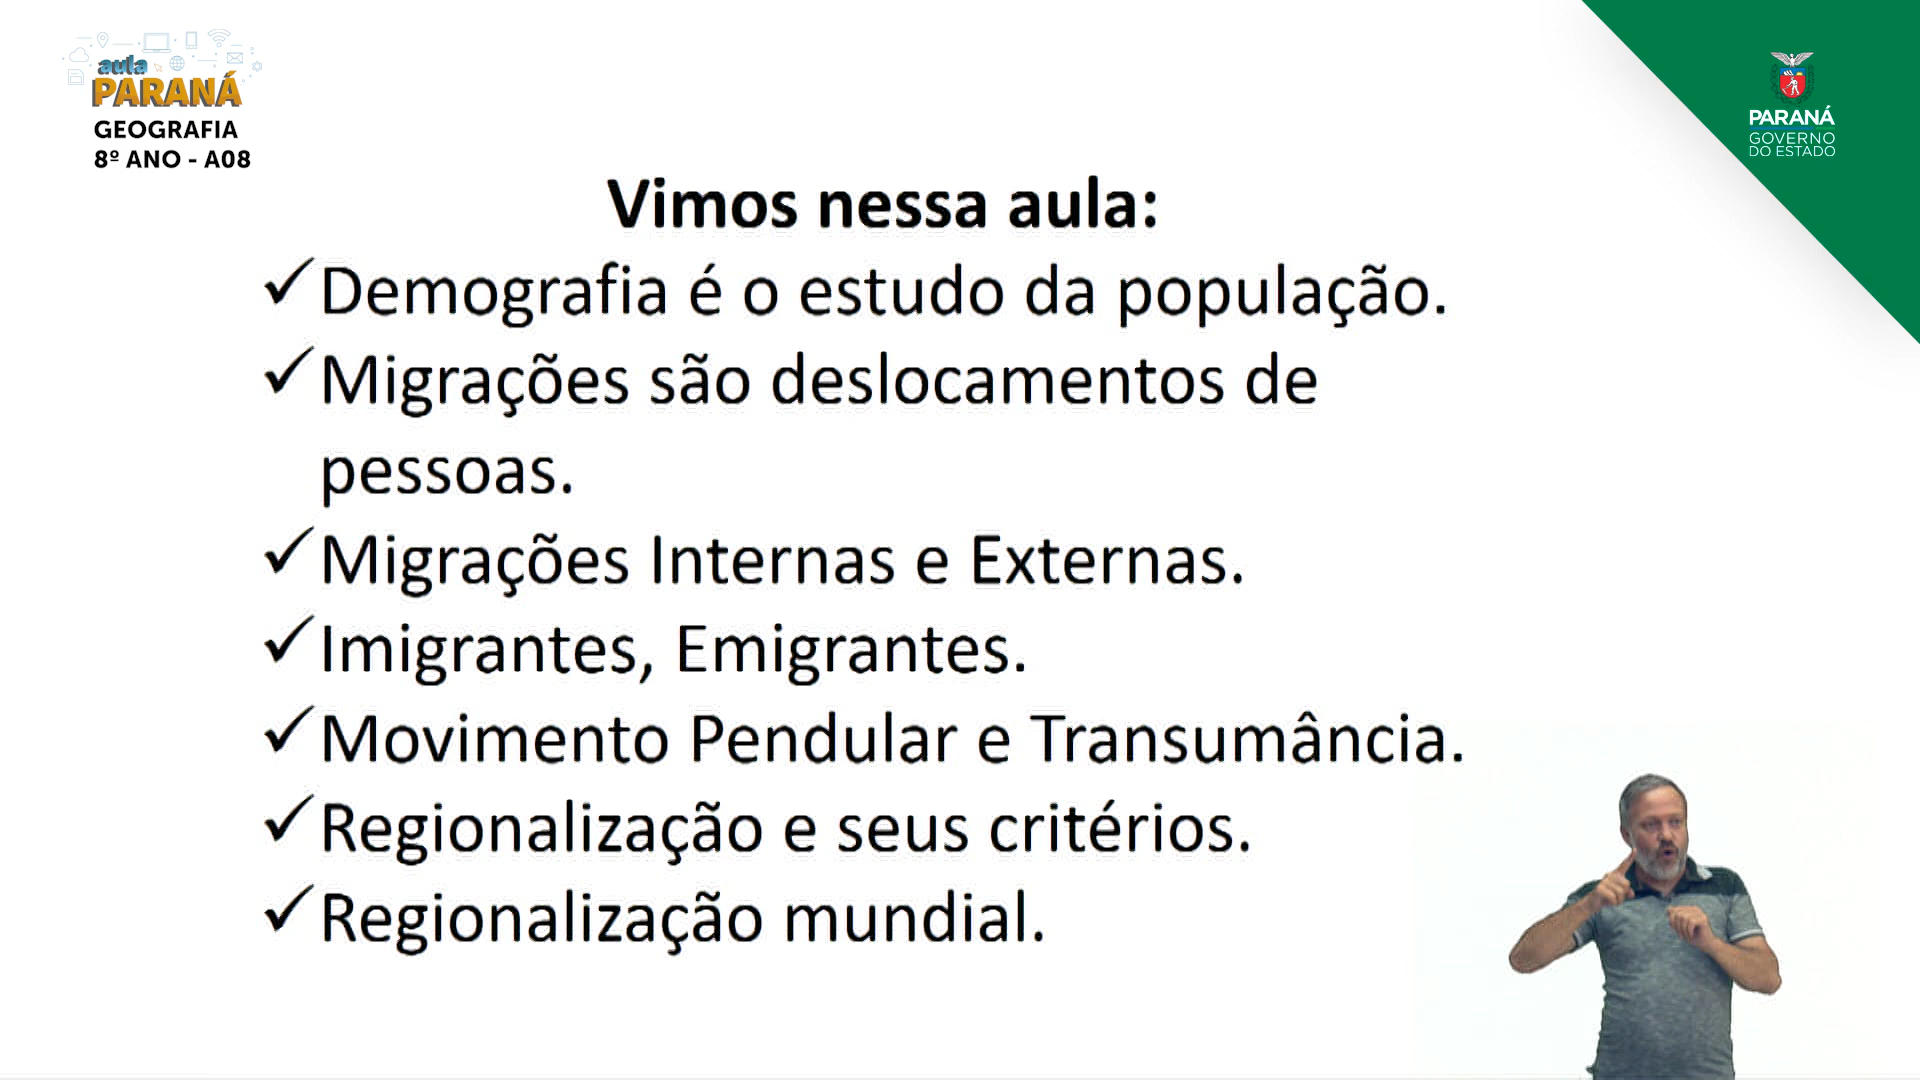 aula
PARANÁ
GEOGRAFIA
8º ANO - A08
PARANÁ
GOVERNO
DO ESTADO
Vimos nessa aula:
✓Demografia é o estudo da população.
✓Migrações são deslocamentos de
pessoas.
✓Migrações Internas e Externas.
✓Imigrantes, Emigrantes.
✓Movimento Pendular e Transumância.
✓Regionalização e seus critérios.
✓Regionalização mundial.